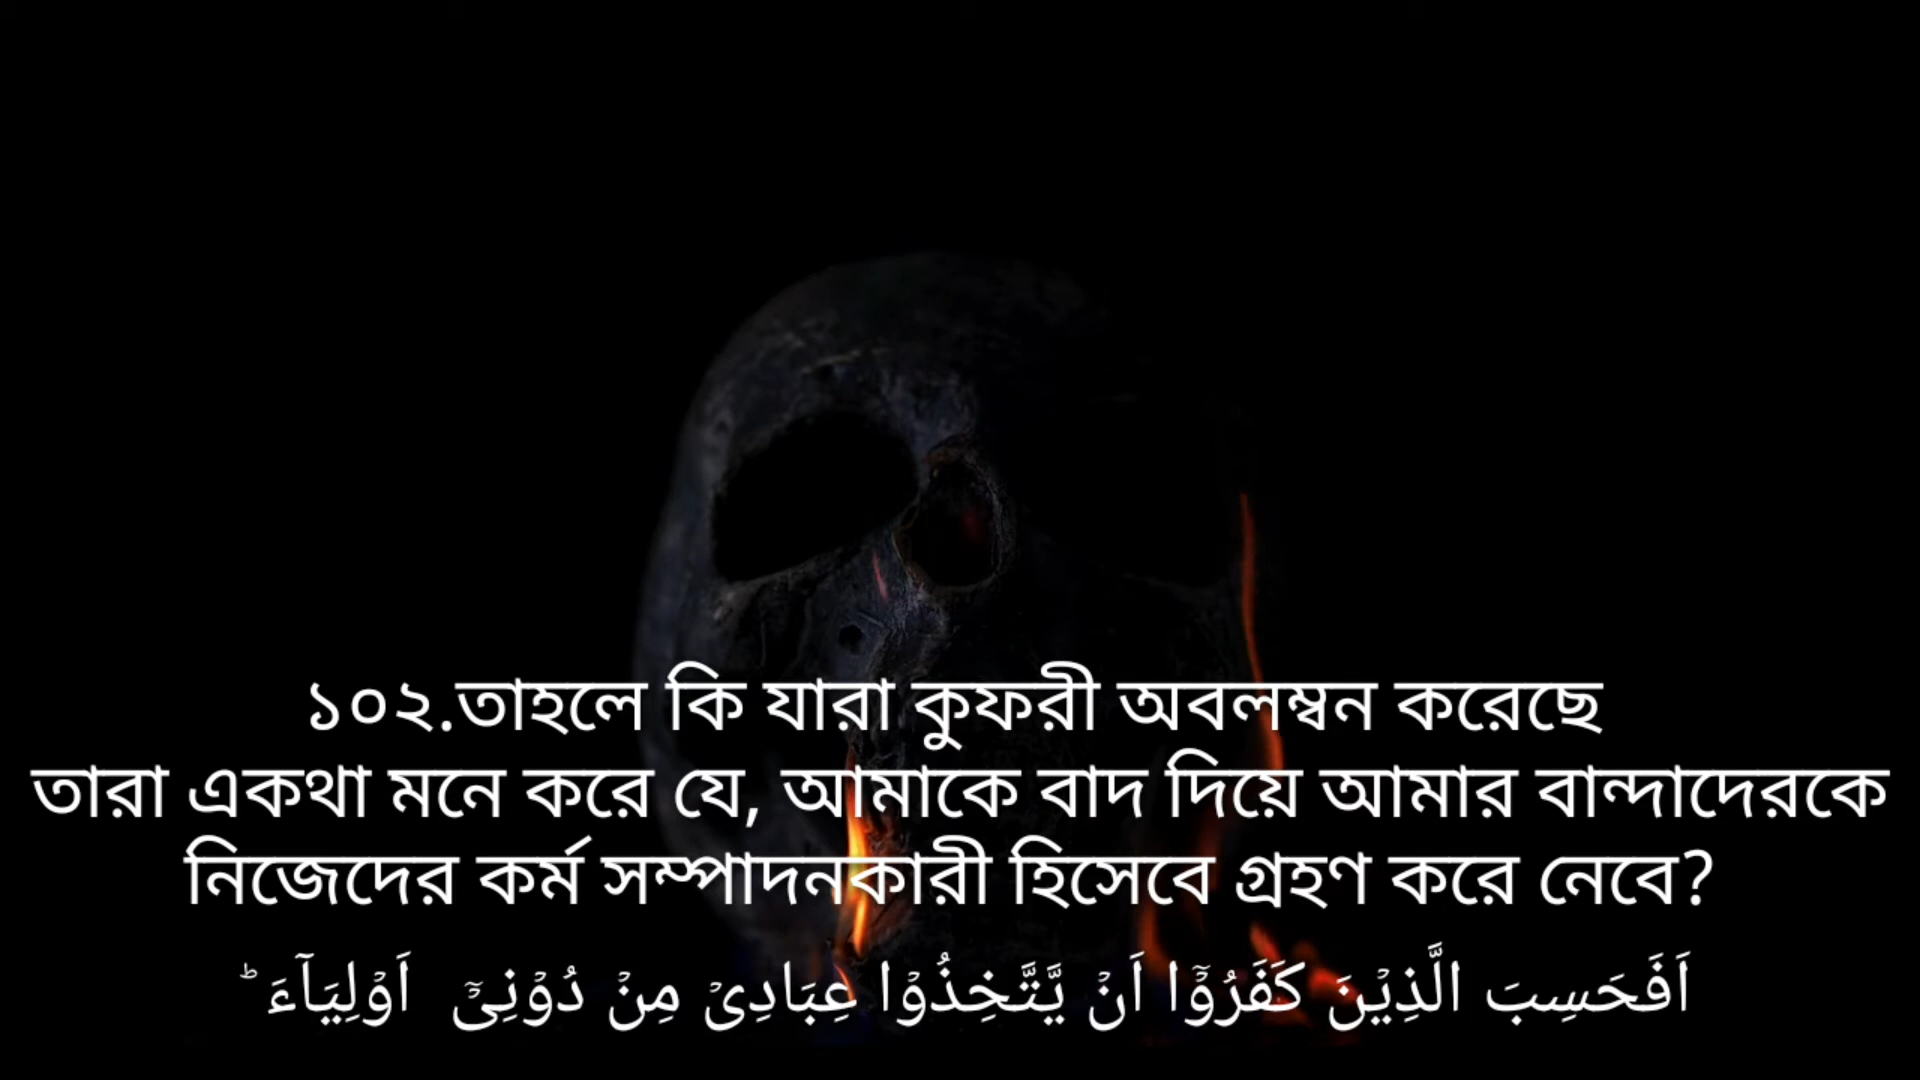 ১০২.তাহলে কি যারা কুফরী অবলম্বন করেছে
তারা একথা মনে করে যে, আমাকে বাদ দিয়ে আমার বান্দাদেরকে
নিজেদের কর্ম সম্পাদনকারী হিসেবে গ্রহণ করে নেবে?
اَفَحَسِبَ الَّذِيْنَ كَفَرُوْۤا اَنْ يَّتَّخِذُوْا عِبَادِىْ مِنْ دُوْنِىْۤ اَوْلِيَآءَ ؕ